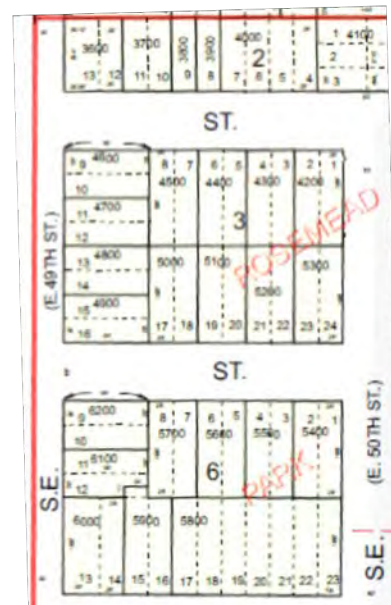 3600 3700 3800 3900 4000 1 4100
2 2
13 12 11 10 9 8 7 6 5 4 3
ST.
9 4600 8 7 6 5 4 3 2 1
10 4500 4400 4300 4200
11 4700
12 3
13 4800 5000 5100 5300
14 5200
15 4900
16 17 18 19 20 21 22 23 24
ROSEMEAD
(E. 49TH ST.)
ST.
9 6200 8 7 6 5 4 3 2 1
10 5700 5600 5500 5400
11 6100 6
12
PARK
6000 5900 5800
13 14 15 16 17 18 19 20 21 22 23
S.E.
(E. 50TH ST.)
S.E.